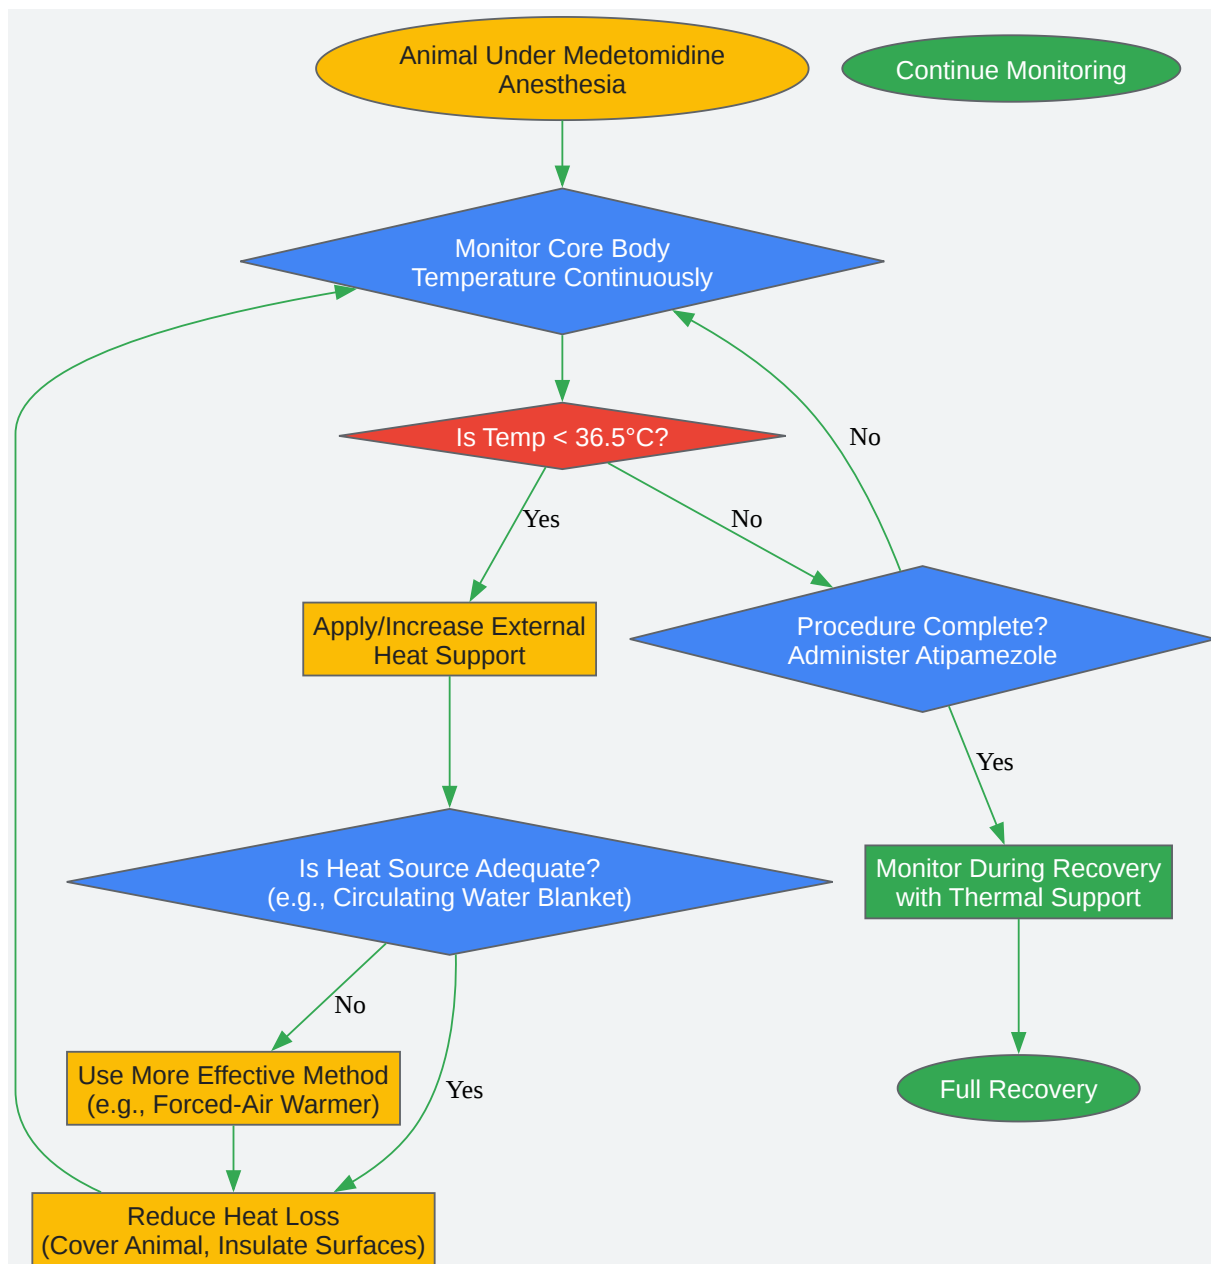 Animal Under Medetomidine
Anesthesia
Continue Monitoring
Monitor Core Body
Temperature Continuously
Is Temp < 36.5°C?
No
Yes
No
Apply/Increase External
Heat Support
Procedure Complete?
Administer Atipamezole
Yes
Is Heat Source Adequate?
(e.g., Circulating Water Blanket)
Monitor During Recovery
with Thermal Support
No
Use More Effective Method
(e.g., Forced-Air Warmer)
Yes
Full Recovery
Reduce Heat Loss
(Cover Animal, Insulate Surfaces)